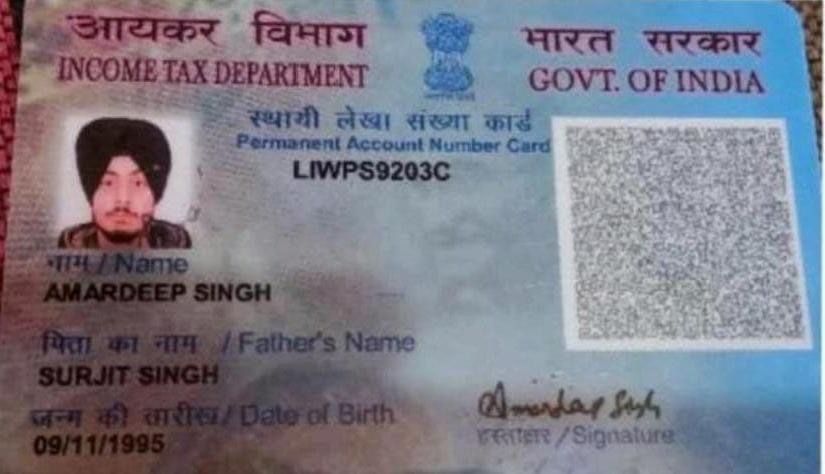 आयकर विभाग
INCOME TAX DEPARTMENT
भारत सरकार
GOVT. OF INDIA
स्थायी लेखा संख्या कार्ड
Permanent Account Number Card
LIWPS9203C
नाम / Name
AMARDEEP SINGH
पिता का नाम / Father's Name
SURJIT SINGH
जन्म की तारीख / Date of Birth
09/11/1995
Amardeep Singh
हस्ताक्षर / Signature